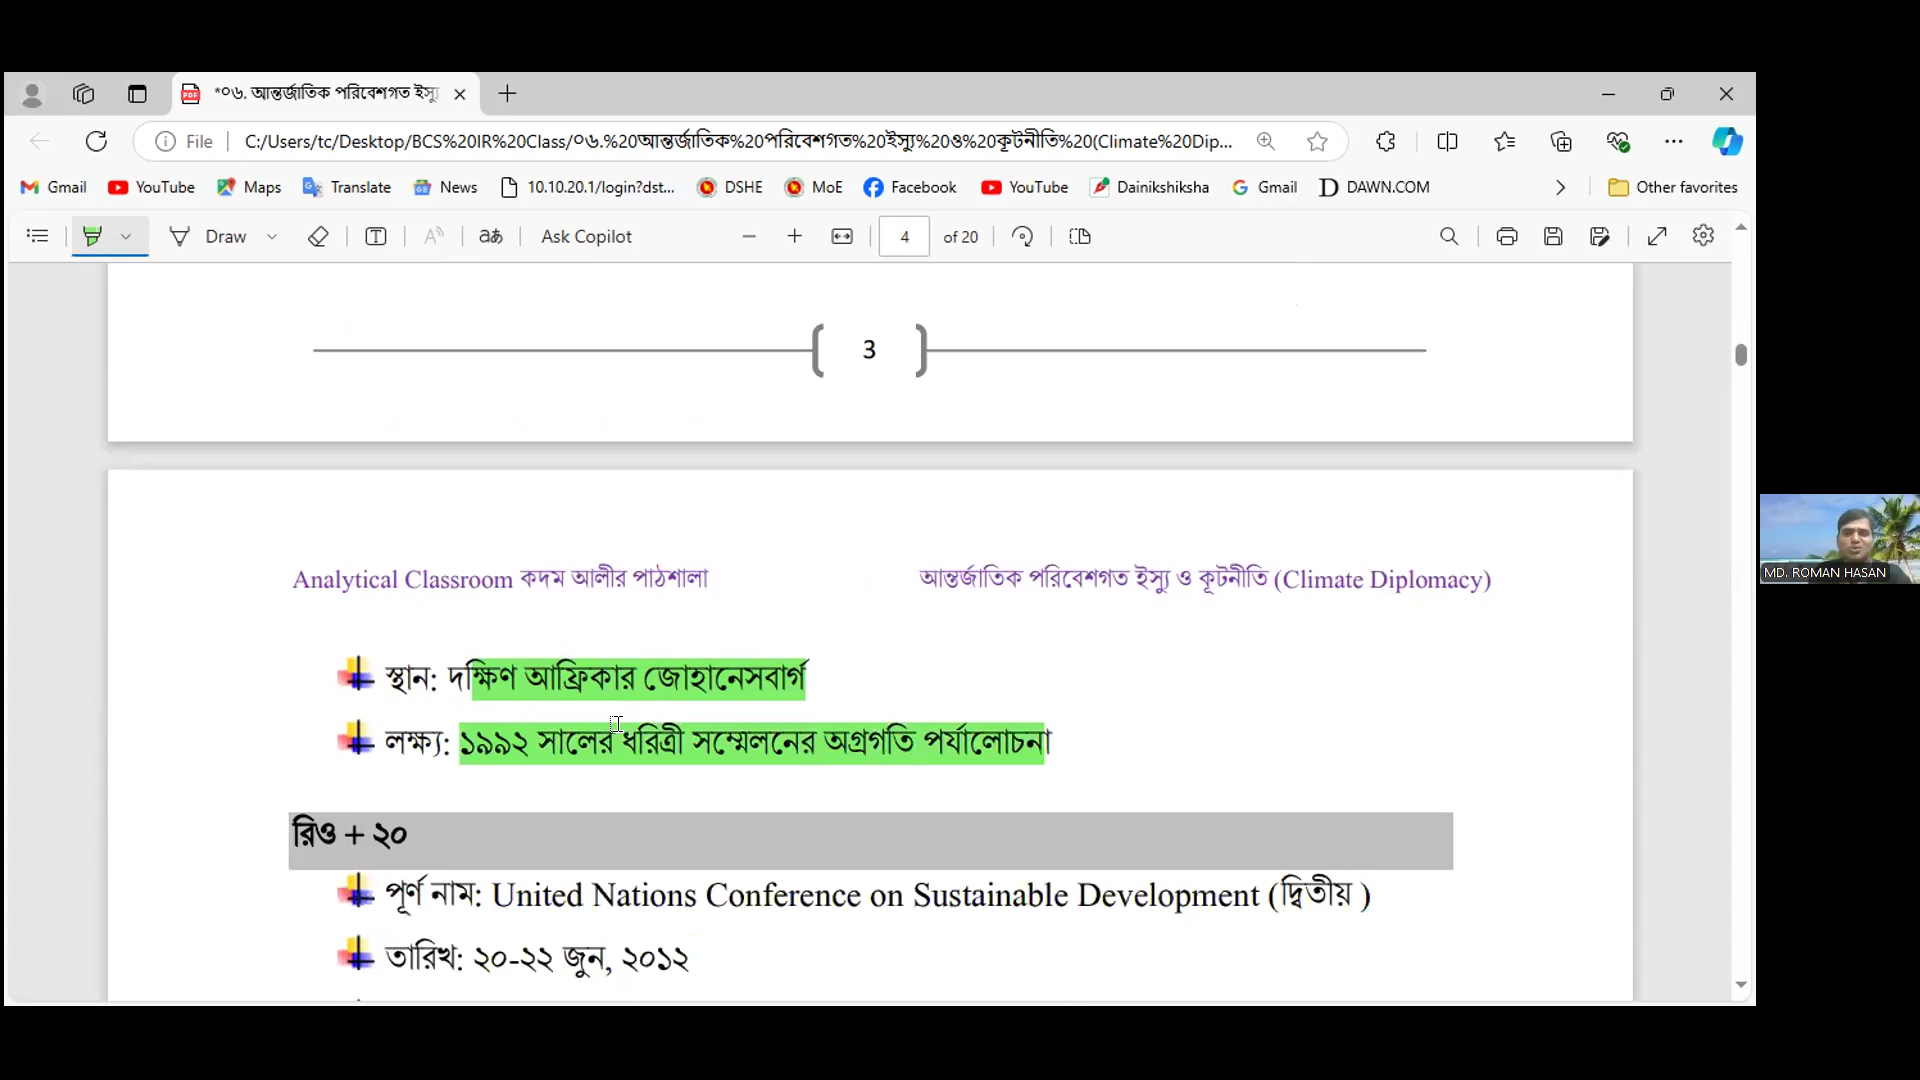 *০৬. আন্তর্জাতিক পরিবেশগত ইস্যু
File C:/Users/tc/Desktop/BCS%20IR%20Class/০৬.%20আন্তর্জাতিক%20পরিবেশগত%20ইস্যু%20ও%20কূটনীতি%20(Climate%20Dip...
Gmail YouTube Maps Translate News 10.10.20.1/login?dst... DSHE MoE Facebook YouTube Dainikshiksha Gmail DAWN.COM Other favorites
Draw Ask Copilot 4 of 20
3
Analytical Classroom কদম আলীর পাঠশালা আন্তর্জাতিক পরিবেশগত ইস্যু ও কূটনীতি (Climate Diplomacy)
স্থান: দক্ষিণ আফ্রিকার জোহানেসবার্গ
লক্ষ্য: ১৯৯২ সালের ধরিত্রী সম্মেলনের অগ্রগতি পর্যালোচনা
রিও + ২০
পূর্ণ নাম: United Nations Conference on Sustainable Development (দ্বিতীয় )
তারিখ: ২০-২২ জুন, ২০১২
MD. ROMAN HASAN